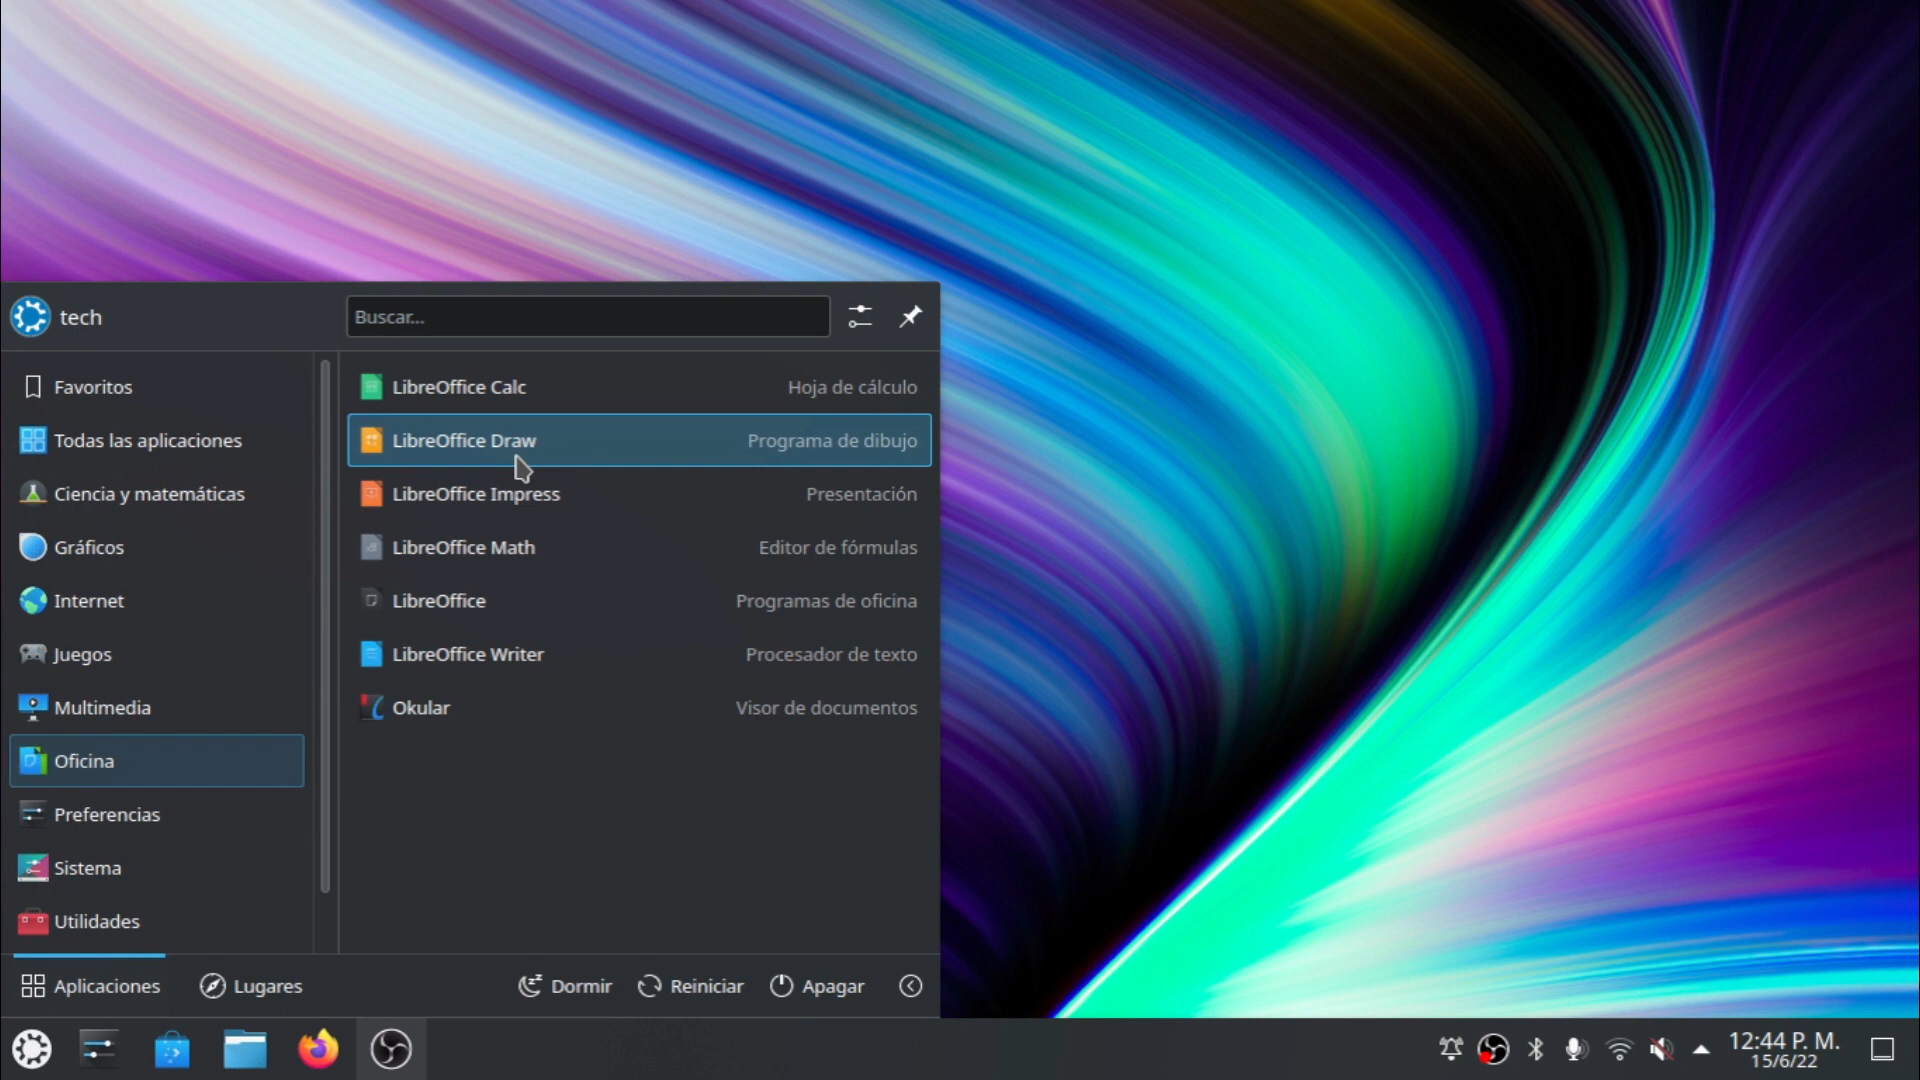 tech
Buscar...
Favoritos
Todas las aplicaciones
Ciencia y matemáticas
Gráficos
Internet
Juegos
Multimedia
Oficina
Preferencias
Sistema
Utilidades
LibreOffice Calc Hoja de cálculo
LibreOffice Draw Programa de dibujo
LibreOffice Impress Presentación
LibreOffice Math Editor de fórmulas
LibreOffice Programas de oficina
LibreOffice Writer Procesador de texto
Okular Visor de documentos
Aplicaciones Lugares Dormir Reiniciar Apagar
12:44 P. M.
15/6/22